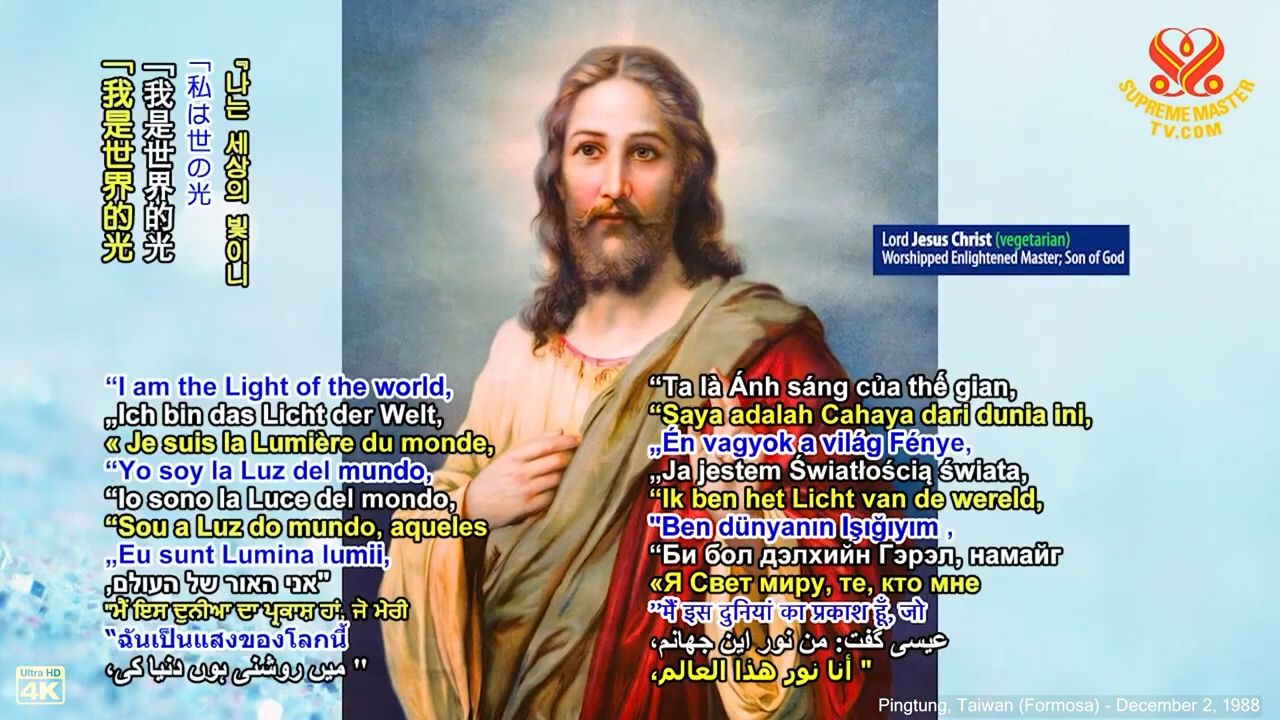 「我是世界的光
「我是世界的光
「私は世の光
『나는 세상의 빛이니
SUPREME MASTER
TV.COM
Lord Jesus Christ (vegetarian)
Worshipped Enlightened Master; Son of God
“I am the Light of the world,
„Ich bin das Licht der Welt,
« Je suis la Lumière du monde,
“Yo soy la Luz del mundo,
“Io sono la Luce del mondo,
“Sou a Luz do mundo, aqueles
„Eu sunt Lumina lumii,
"אני האור של העולם,
"ਮੈਂ ਇਸ ਦੁਨੀਆ ਦਾ ਪ੍ਰਕਾਸ਼ ਹਾਂ, ਜੋ ਮੇਰੀ
“ฉันเป็นแสงของโลกนี้
" میں روشنی ہوں دنیا کی،
“Ta là Ánh sáng của thế gian,
“Saya adalah Cahaya dari dunia ini,
„Én vagyok a világ Fénye,
„Ja jestem Światłością świata,
“Ik ben het Licht van de wereld,
"Ben dünyanın Işığıyım ,
“Би бол дэлхийн Гэрэл, намайг
«Я Свет миру, те, кто мне
”मैं इस दुनियां का प्रकाश हूँ, जो
عیسی گفت: من نور این جهانم،
" أنا نور هذا العالم،
Ultra HD
4K
Pingtung, Taiwan (Formosa) - December 2, 1988